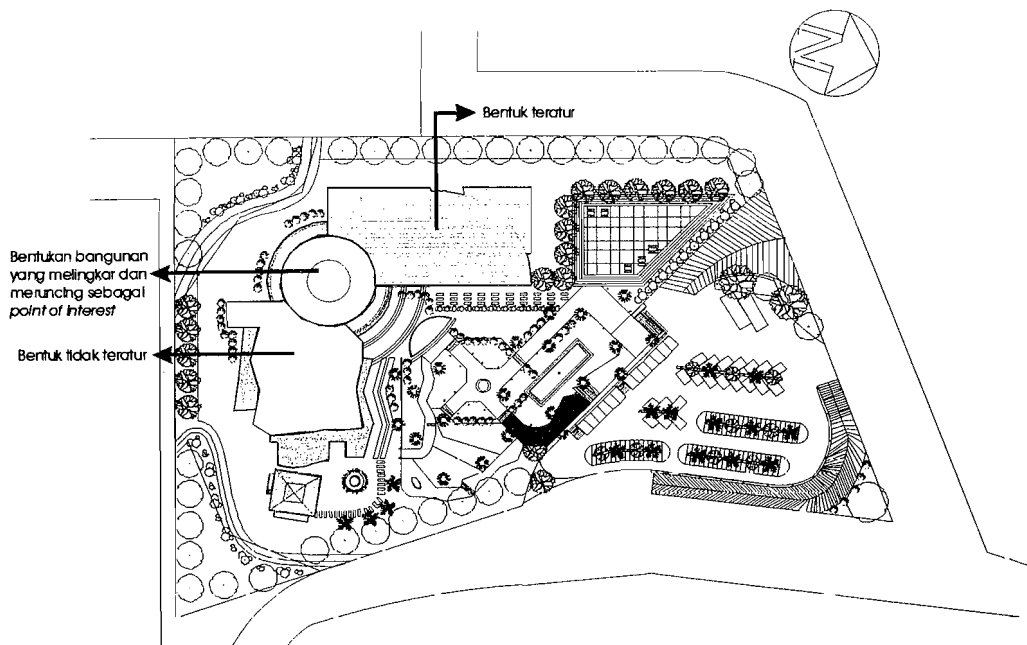 N
Bentuk teratur
Bentukan bangunan
yang melingkar dan
meruncing sebagai
point of interest
Bentuk tidak teratur